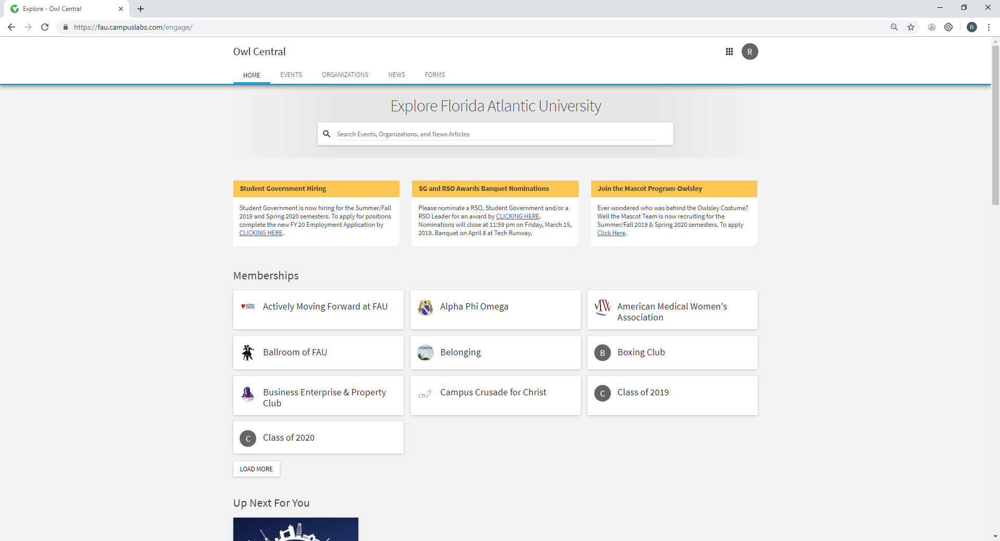 Explore - Owl Central
https://fau.campuslabs.com/engage/
R
Owl Central
R
HOME EVENTS ORGANIZATIONS NEWS FORMS
Explore Florida Atlantic University
Search Events, Organizations, and News Articles
Student Government Hiring
Student Government is now hiring for the Summer/Fall
2019 and Spring 2020 semesters. To apply for positions
complete the new FY 20 Employment Application by
CLICKING HERE.
SG and RSO Awards Banquet Nominations
Please nominate a RSO, Student Government and/or a
RSO Leader for an award by CLICKING HERE.
Nominations will close at 11:59 pm on Friday, March 15,
2019. Banquet on April 8 at Tech Runway.
Join the Mascot Program-Owlsley
Ever wondered who was behind the Owlsley Costume?
Well the Mascot Team is now recruiting for the
Summer/Fall 2019 & Spring 2020 semesters. To apply
Click Here.
Memberships
Actively Moving Forward at FAU
Alpha Phi Omega
American Medical Women's
Association
Ballroom of FAU
Belonging
B
Boxing Club
Business Enterprise & Property
Club
cru
Campus Crusade for Christ
C
Class of 2019
C
Class of 2020
LOAD MORE
Up Next For You